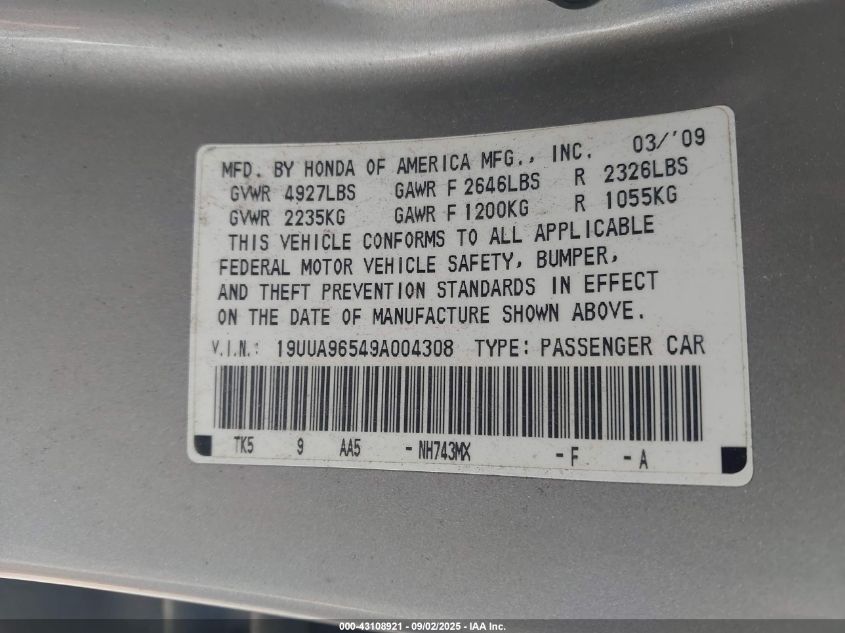 MFD. BY HONDA OF AMERICA MFG., INC. 03/'09
GVWR 4927LBS GAWR F 2646LBS R 2326LBS
GVWR 2235KG GAWR F 1200KG R 1055KG
THIS VEHICLE CONFORMS TO ALL APPLICABLE
FEDERAL MOTOR VEHICLE SAFETY, BUMPER,
AND THEFT PREVENTION STANDARDS IN EFFECT
ON THE DATE OF MANUFACTURE SHOWN ABOVE.
V.I.N.: 19UUA96549A004308 TYPE: PASSENGER CAR
TK5 9 AA5 -NH743MX -F -A
000-43108921 - 09/02/2025 - IAA Inc.